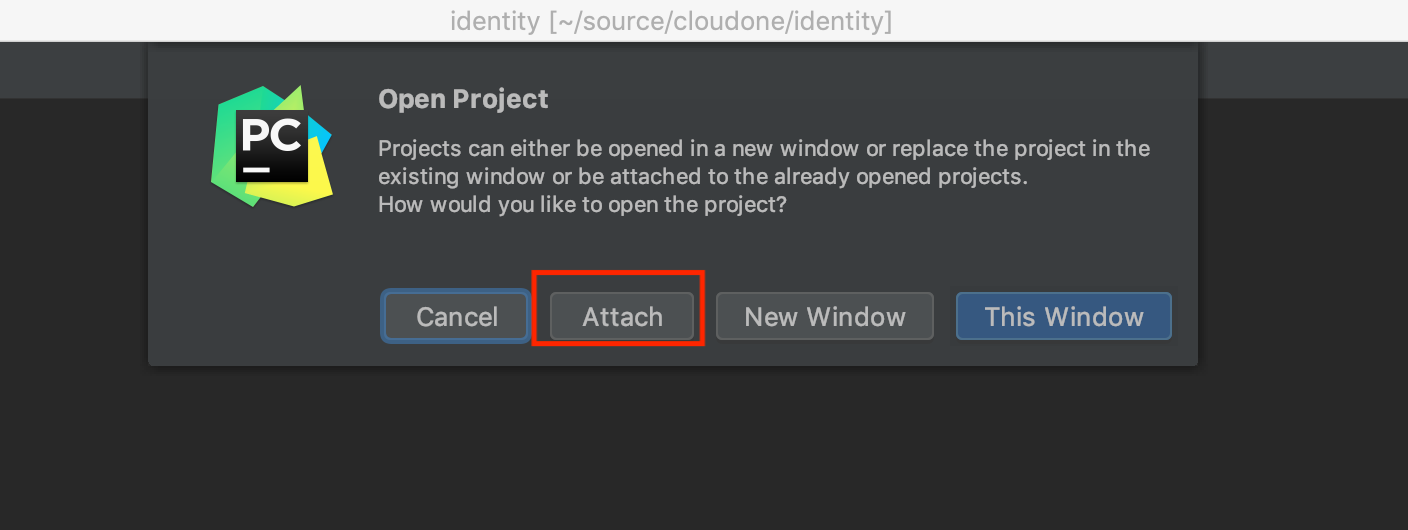 identity [~/source/cloudone/identity]
PC
Open Project
Projects can either be opened in a new window or replace the project in the
existing window or be attached to the already opened projects.
How would you like to open the project?
Cancel
Attach
New Window
This Window